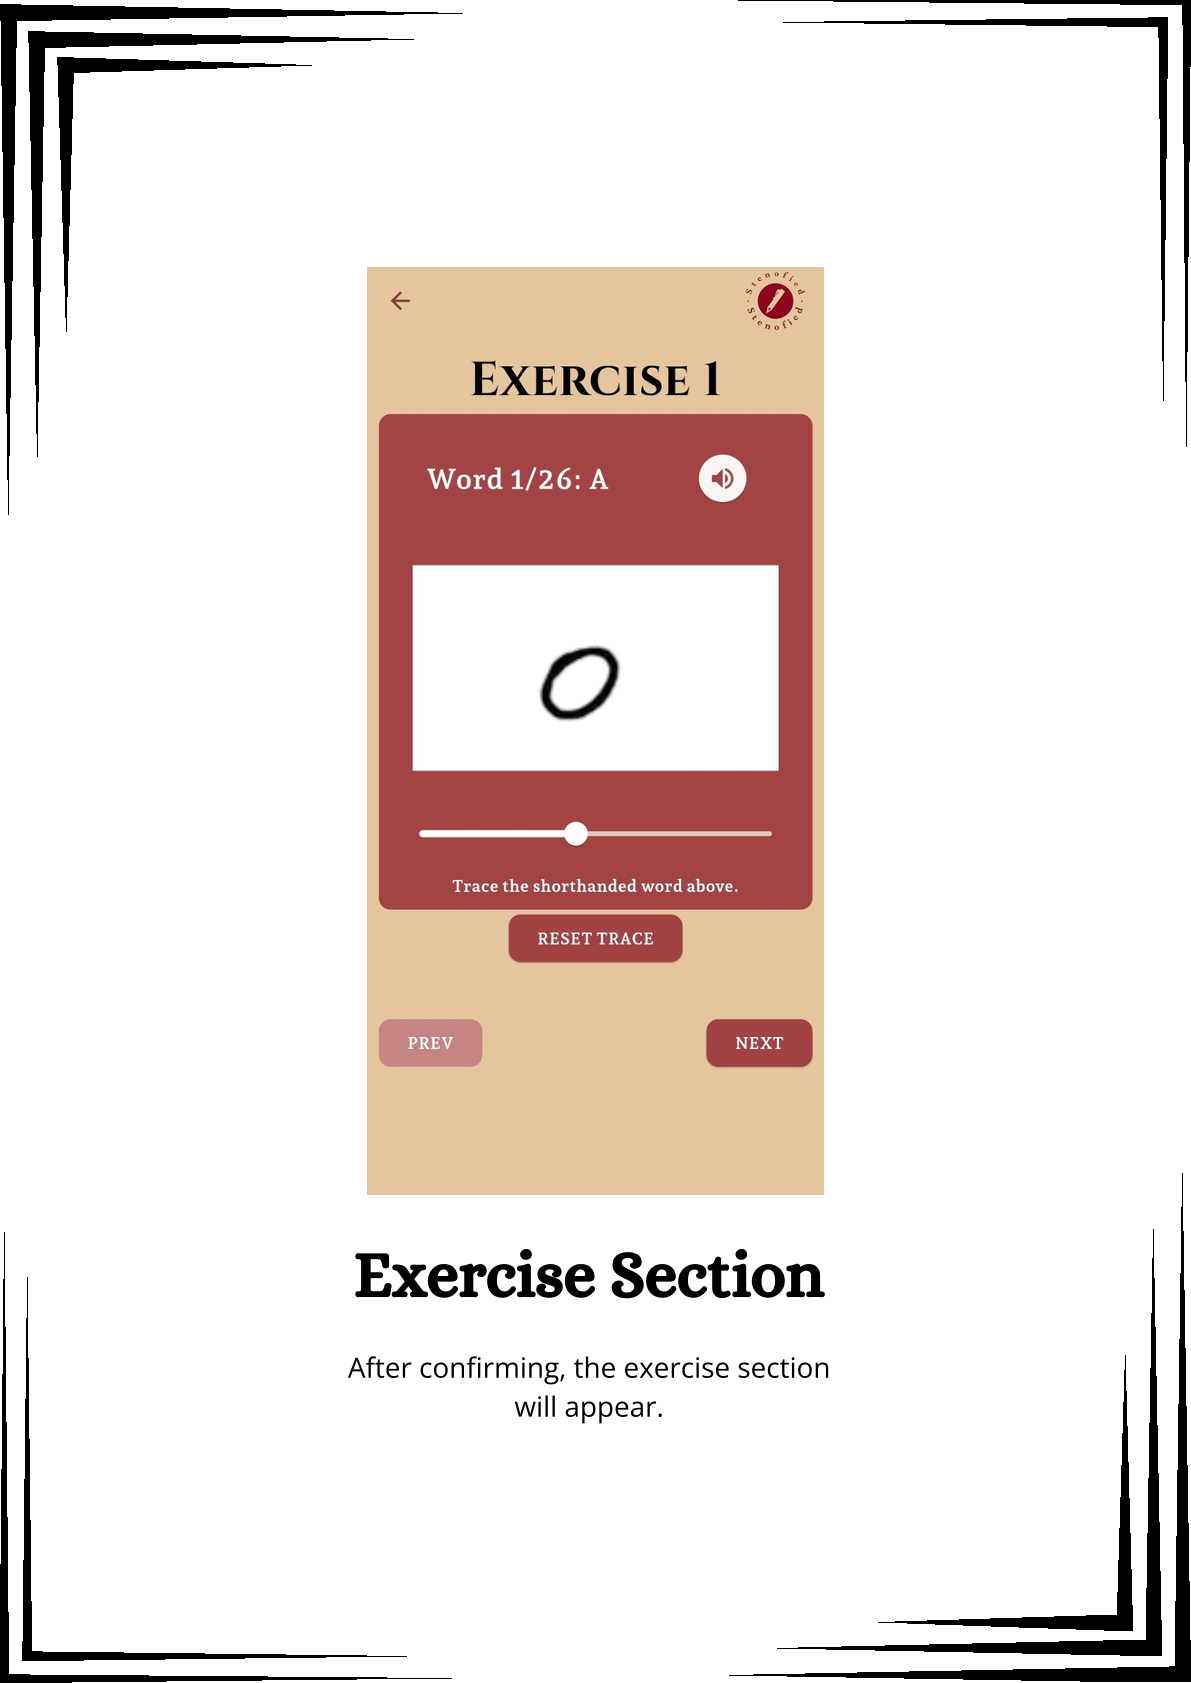 · Stenofied ·
Stenofied
Exercise 1
Word 1/26: A
Trace the shorthanded word above.
RESET TRACE
PREV
NEXT
Exercise Section
After confirming, the exercise section
will appear.